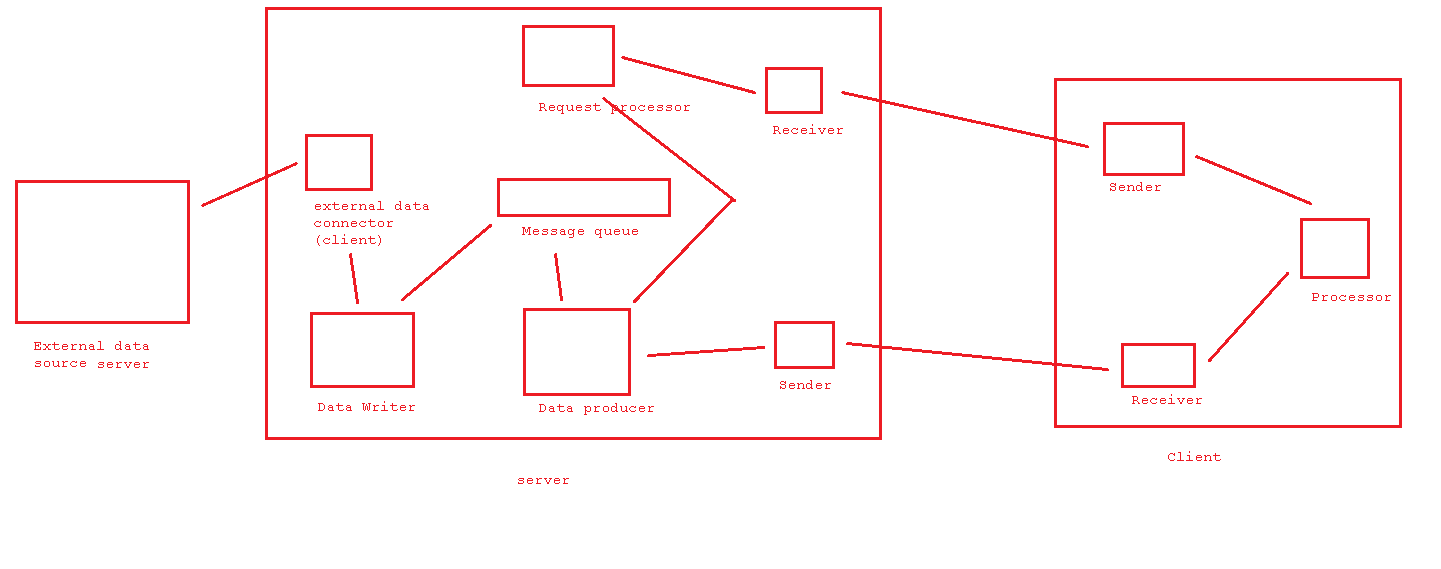 Request processor
Receiver
Sender
external data
connector
(client)
Message queue
Processor
External data
source server
Data Writer
Data producer
Sender
Receiver
server
Client